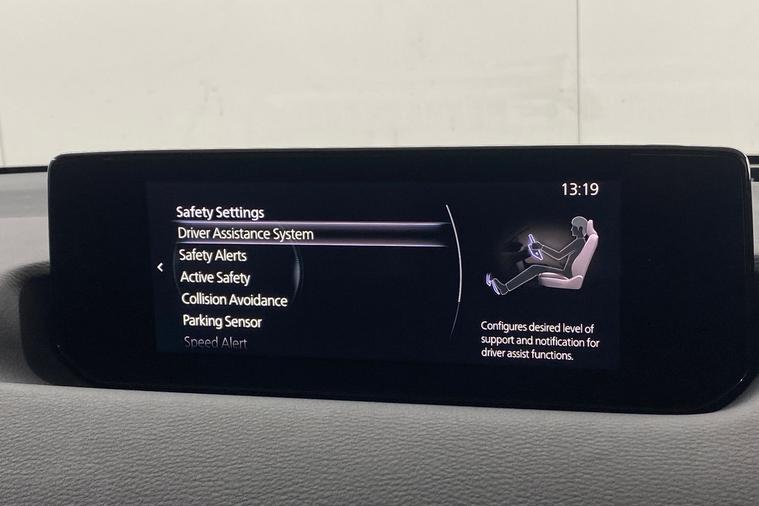 13:19
Safety Settings
Driver Assistance System
Safety Alerts
Active Safety
Collision Avoidance
Parking Sensor
Speed Alert
Configures desired level of
support and notification for
driver assist functions.